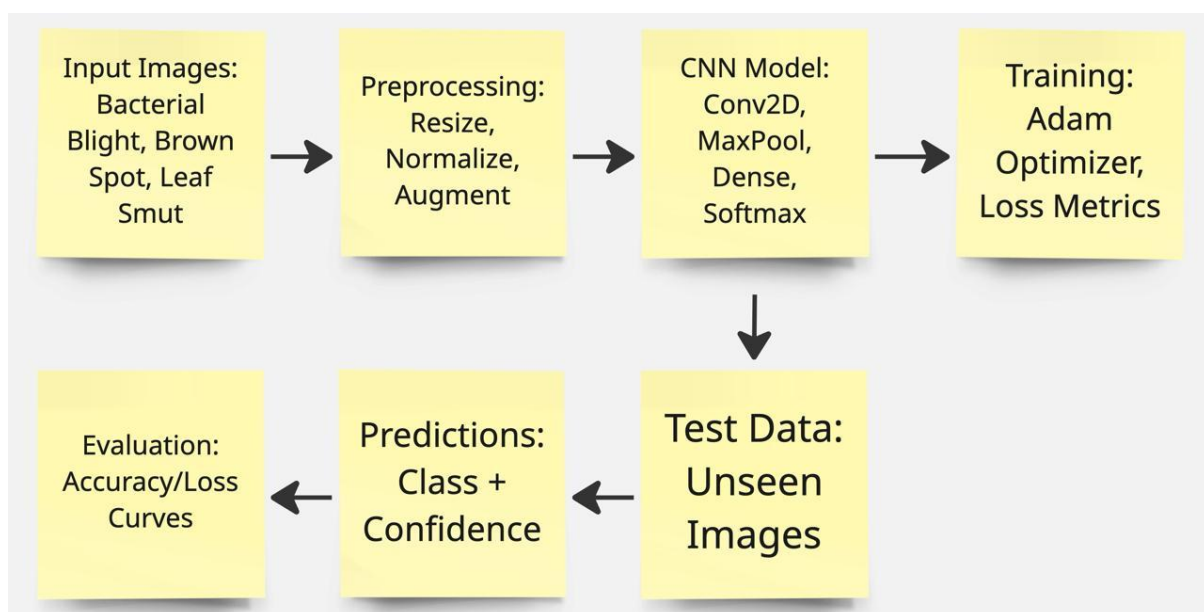 Input Images:
Bacterial
Blight, Brown
Spot, Leaf
Smut
Preprocessing:
Resize,
Normalize,
Augment
CNN Model:
Conv2D,
MaxPool,
Dense,
Softmax
Training:
Adam
Optimizer,
Loss Metrics
Test Data:
Unseen
Images
Predictions:
Class +
Confidence
Evaluation:
Accuracy/Loss
Curves